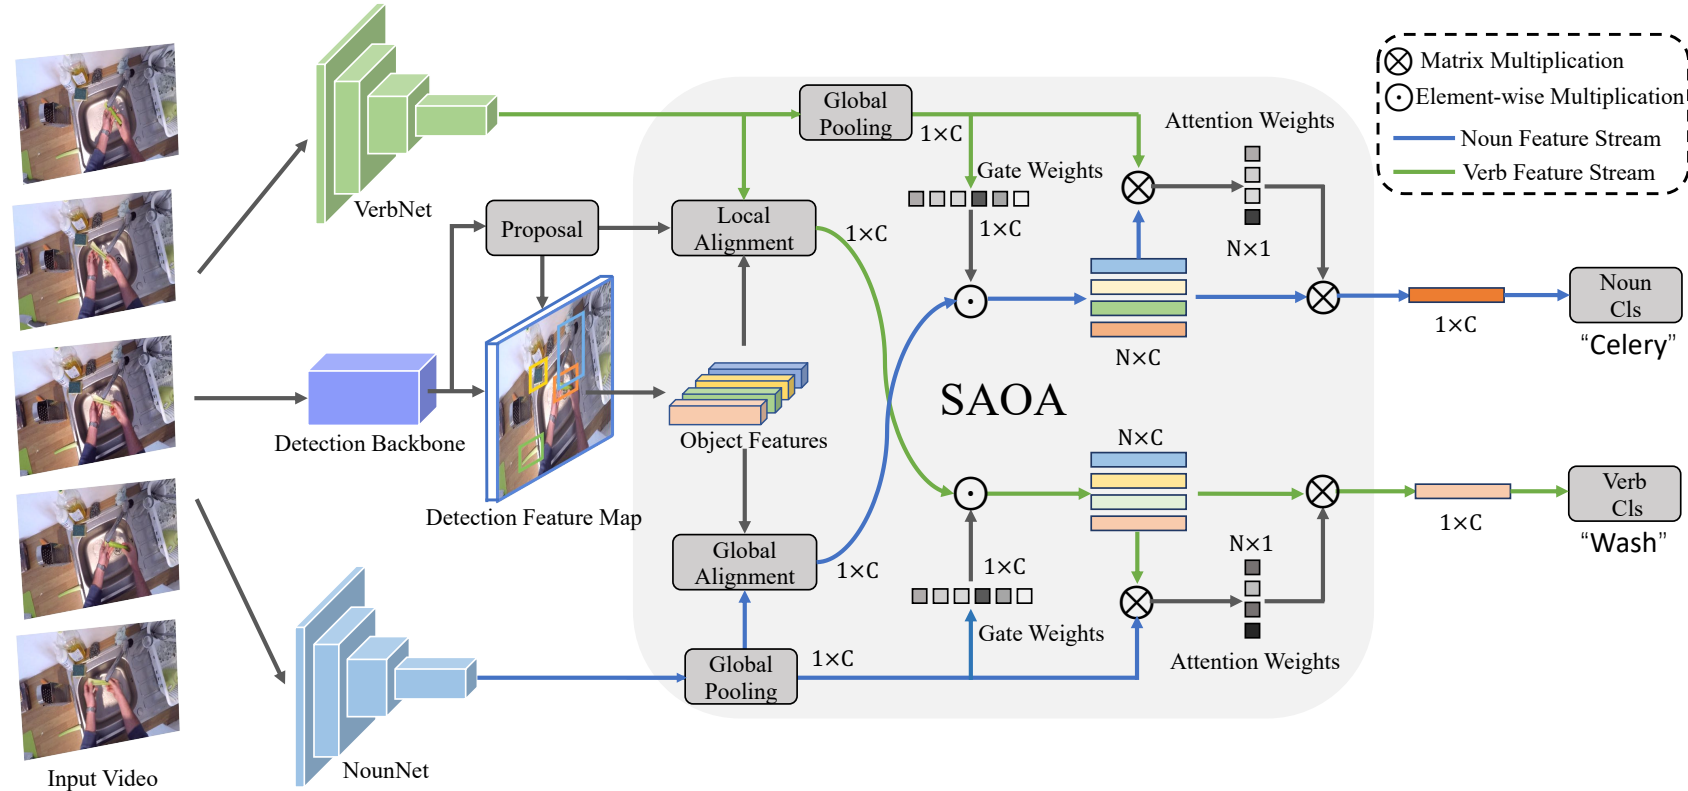 Input Video
VerbNet
Proposal
Detection Backbone
Detection Feature Map
NounNet
Global
Pooling
1×C
Local
Alignment
1×C
Object Features
Global
Alignment
1×C
Global
Pooling
1×C
Gate Weights
1×C
SAOA
1×C
Gate Weights
Attention Weights
N×1
N×C
N×C
N×1
Attention Weights
1×C
Noun
Cls
“Celery”
1×C
Verb
Cls
“Wash”
Matrix Multiplication
Element-wise Multiplication
Noun Feature Stream
Verb Feature Stream